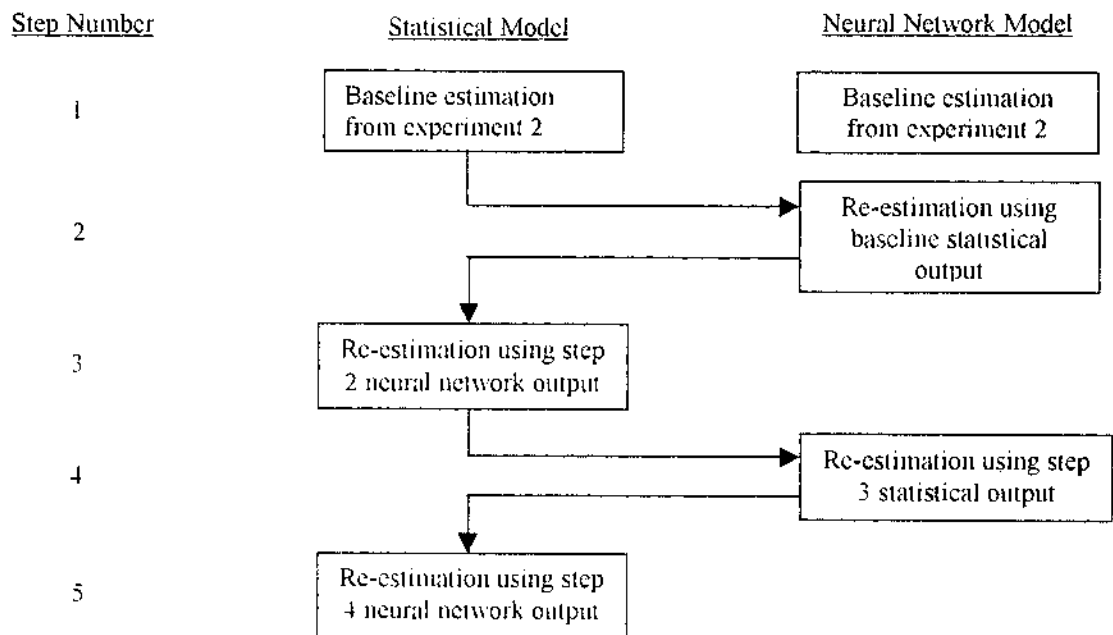 Step Number
Statistical Model
Neural Network Model
1
Baseline estimation
from experiment 2
Baseline estimation
from experiment 2
2
Re-estimation using
baseline statistical
output
3
Re-estimation using step
2 neural network output
4
Re-estimation using step
3 statistical output
5
Re-estimation using step
4 neural network output